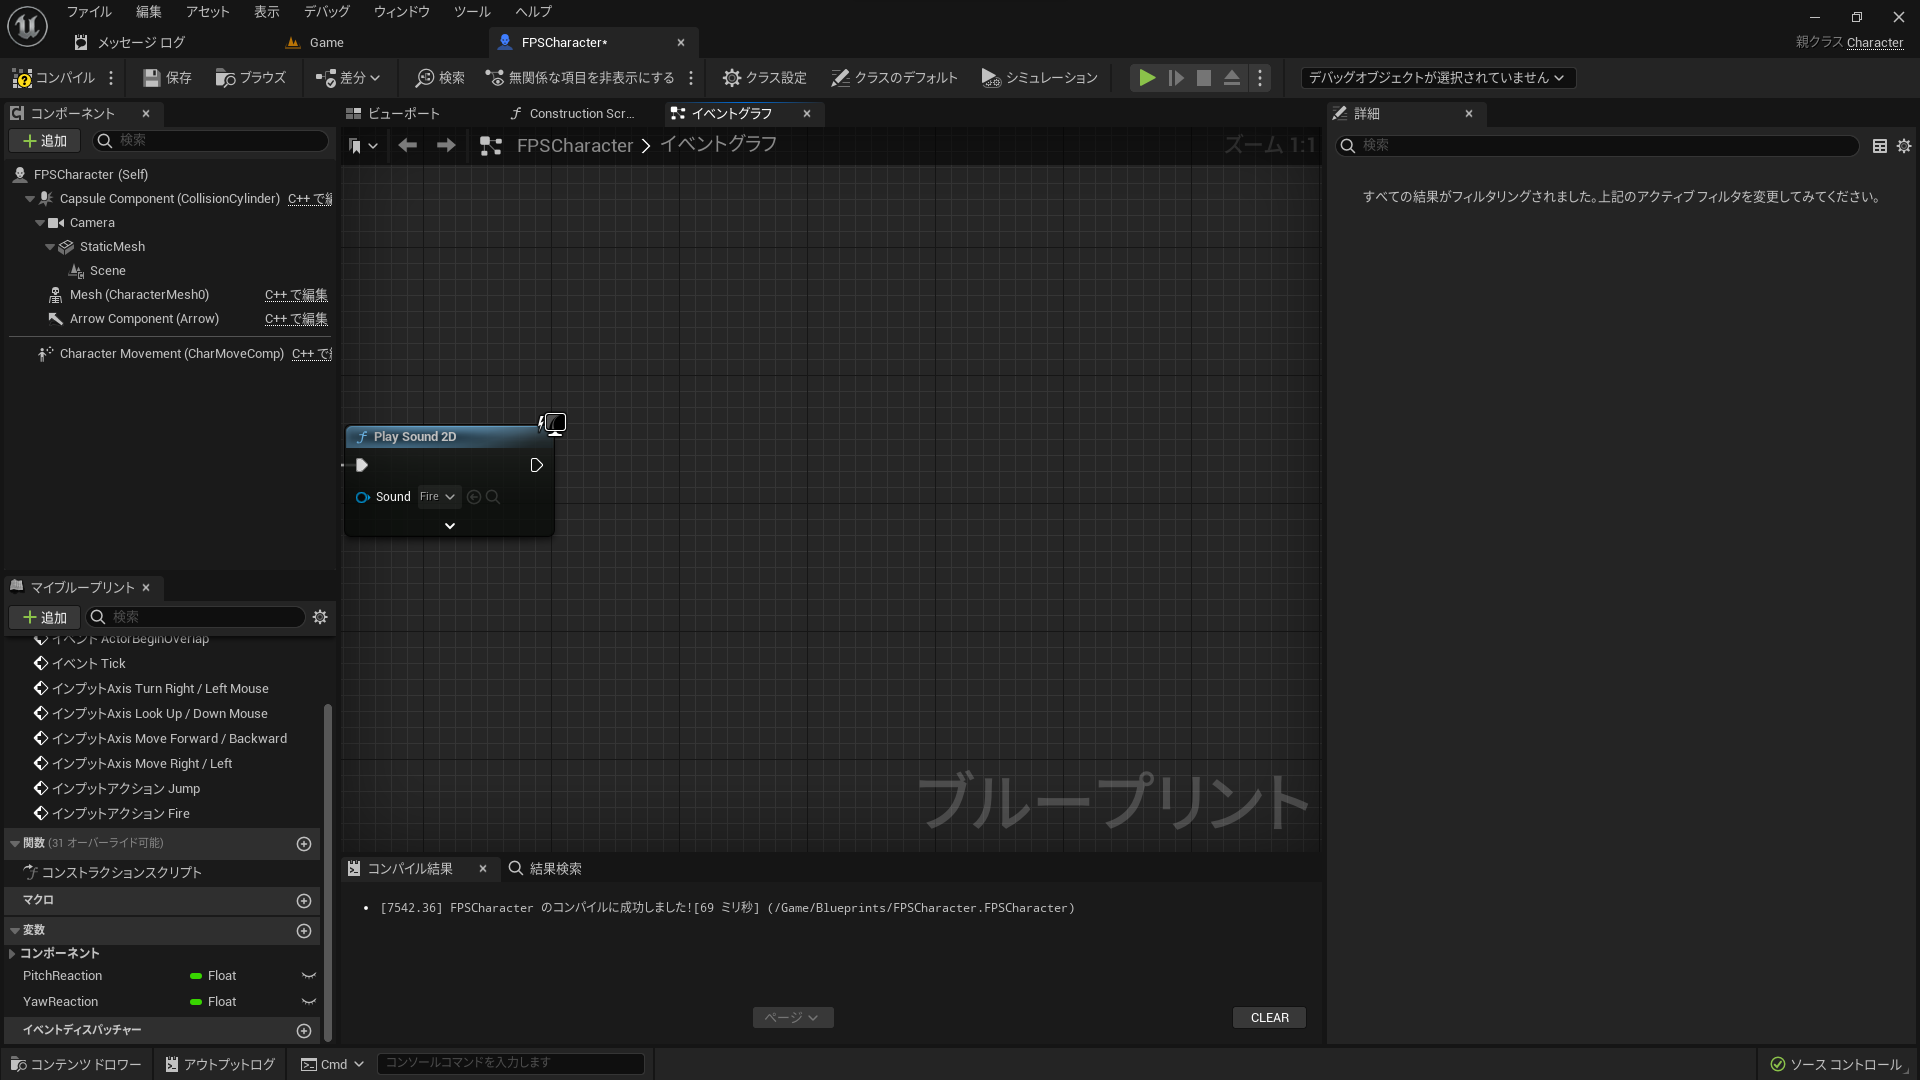 ファイル 編集 アセット 表示 デバッグ ウィンドウ ツール ヘルプ
メッセージ ログ Game FPSCharacter*
親クラス Character
コンパイル 保存 ブラウズ 差分 検索 無関係な項目を非表示にする クラス設定 クラスのデフォルト シミュレーション デバッグオブジェクトが選択されていません
コンポーネント
追加 検索
FPSCharacter (Self)
Capsule Component (CollisionCylinder) C++ で編
Camera
StaticMesh
Scene
Mesh (CharacterMesh0) C++ で編集
Arrow Component (Arrow) C++ で編集
Character Movement (CharMoveComp) C++ で
マイブループリント
追加 検索
イベント ActorBeginOverlap
イベント Tick
インプットAxis Turn Right / Left Mouse
インプットAxis Look Up / Down Mouse
インプットAxis Move Forward / Backward
インプットAxis Move Right / Left
インプットアクション Jump
インプットアクション Fire
関数 (31 オーバーライド可能)
コンストラクションスクリプト
マクロ
変数
コンポーネント
PitchReaction Float
YawReaction Float
イベントディスパッチャー
ビューポート Construction Scr... イベントグラフ
FPSCharacter > イベントグラフ ズーム 1:1
Play Sound 2D
Sound Fire
ブループリント
コンパイル結果 結果検索
[7542.36] FPSCharacter のコンパイルに成功しました![69 ミリ秒] (/Game/Blueprints/FPSCharacter.FPSCharacter)
ページ CLEAR
詳細
検索
すべての結果がフィルタリングされました。上記のアクティブ フィルタを変更してみてください。
コンテンツ ドロワー アウトプットログ Cmd コンソールコマンドを入力します ソース コントロール